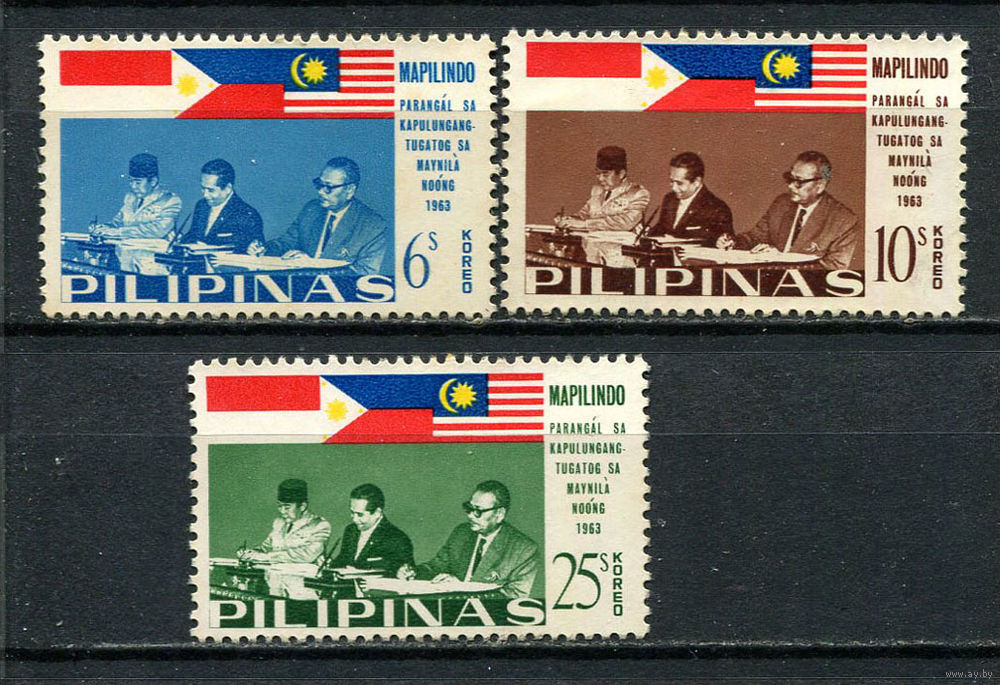 MAPILINDO
PARANGÁL SA
KAPULUNGANG-
TUGATOG SA
MAYNILÀ
NOÓNG
1963
6s
KOREO
PILIPINAS
MAPILINDO
PARANGÁL SA
KAPULUNGANG-
TUGATOG SA
MAYNILÀ
NOÓNG
1963
10s
KOREO
PILIPINAS
MAPILINDO
PARANGÁL SA
KAPULUNGANG-
TUGATOG SA
MAYNILÀ
NOÓNG
1963
25s
KOREO
PILIPINAS
www.ay.by